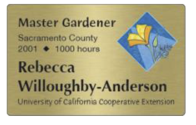 Master Gardener
Sacramento County
2001 ◆ 1000 hours
Rebecca
Willoughby-Anderson
University of California Cooperative Extension